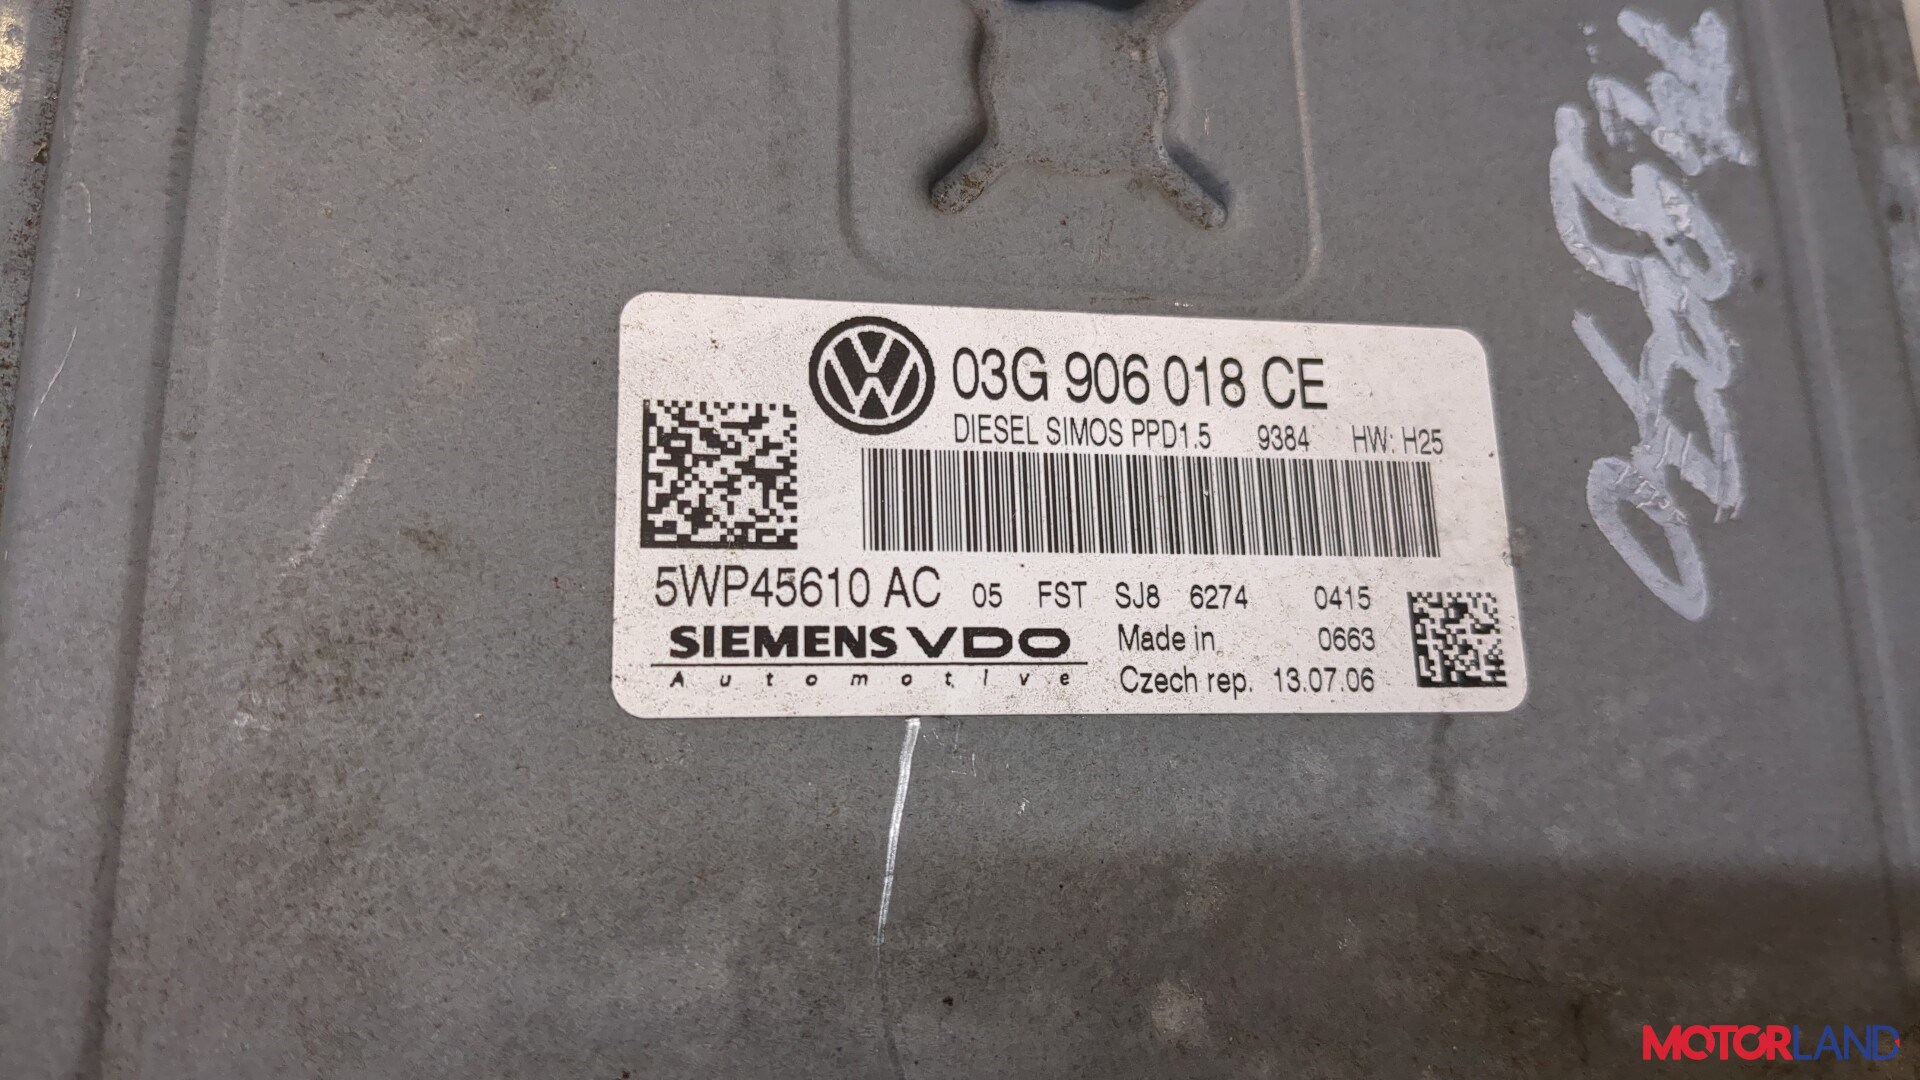 03G 906 018 CE
DIESEL SIMOS PPD1.5 9384 HW: H25
5WP45610 AC 05 FST SJ8 6274 0415
SIEMENS VDO Made in 0663
Automotive Czech rep. 13.07.06
MOTORLAND